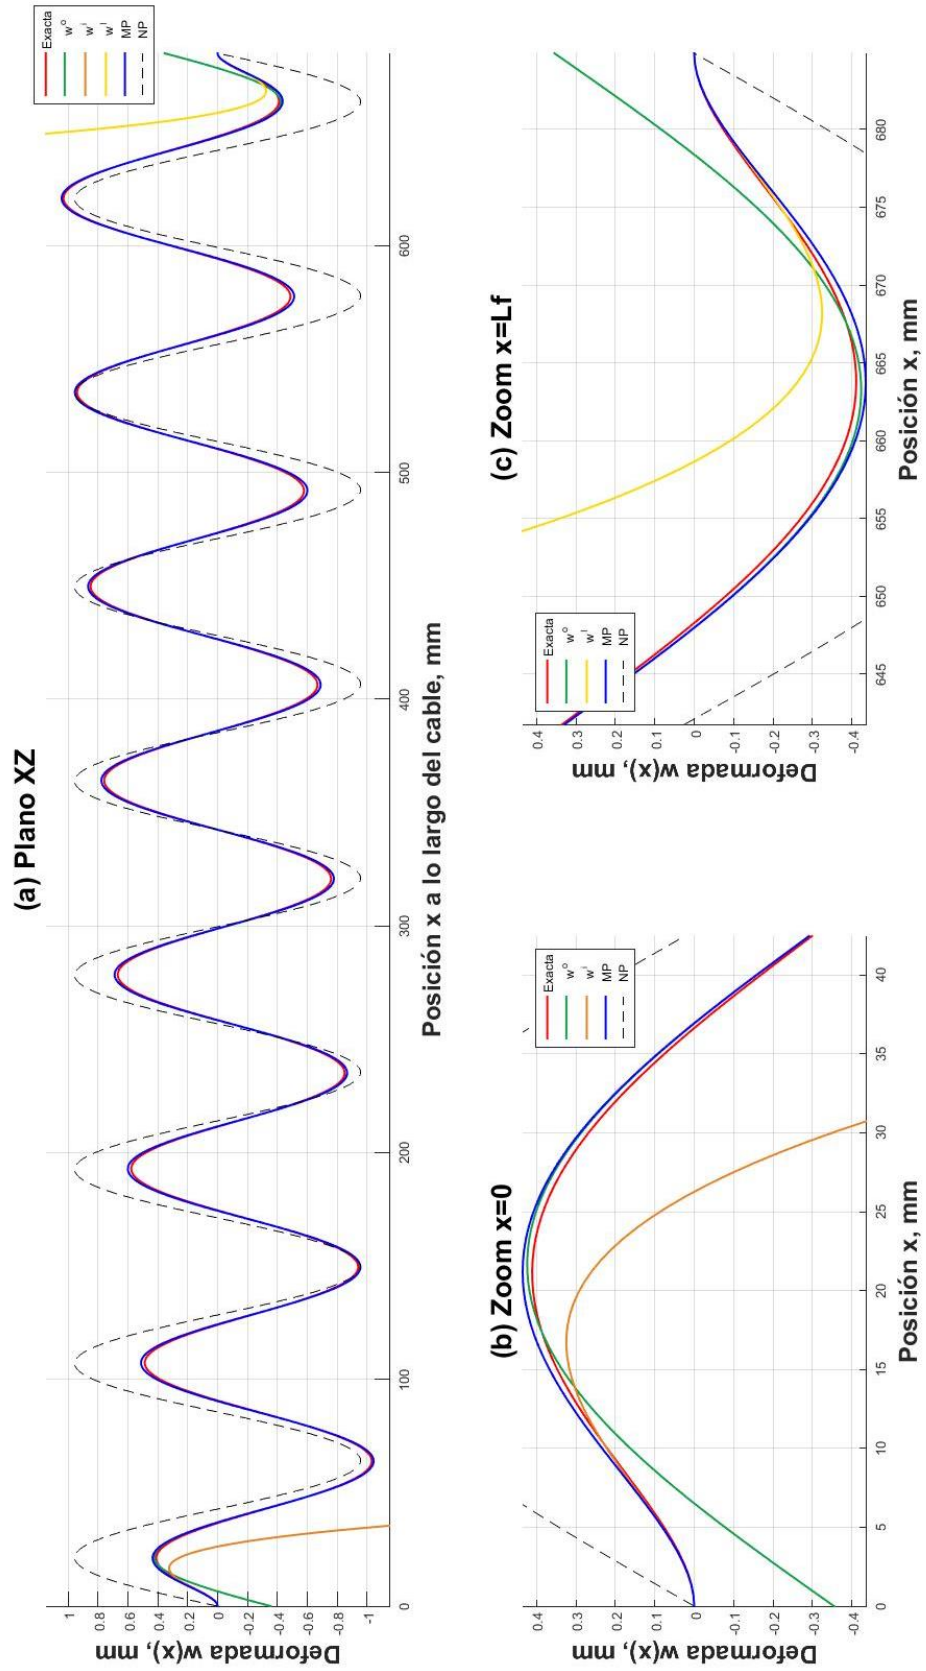 (a) Plano XZ
Deformada w(x), mm
1
0.8
0.6
0.4
0.2
0
-0.2
-0.4
-0.6
-0.8
-1
0
100
200
300
400
500
600
Posición x a lo largo del cable, mm
Exacta
w^o
w^i
w^l
MP
NP
(b) Zoom x=0
Deformada w(x), mm
0.4
0.3
0.2
0.1
0
-0.1
-0.2
-0.3
-0.4
0
5
10
15
20
25
30
35
40
Posición x, mm
Exacta
w^o
w^i
MP
NP
(c) Zoom x=Lf
Deformada w(x), mm
0.4
0.3
0.2
0.1
0
-0.1
-0.2
-0.3
-0.4
645
650
655
660
665
670
675
680
Posición x, mm
Exacta
w^o
w^l
MP
NP